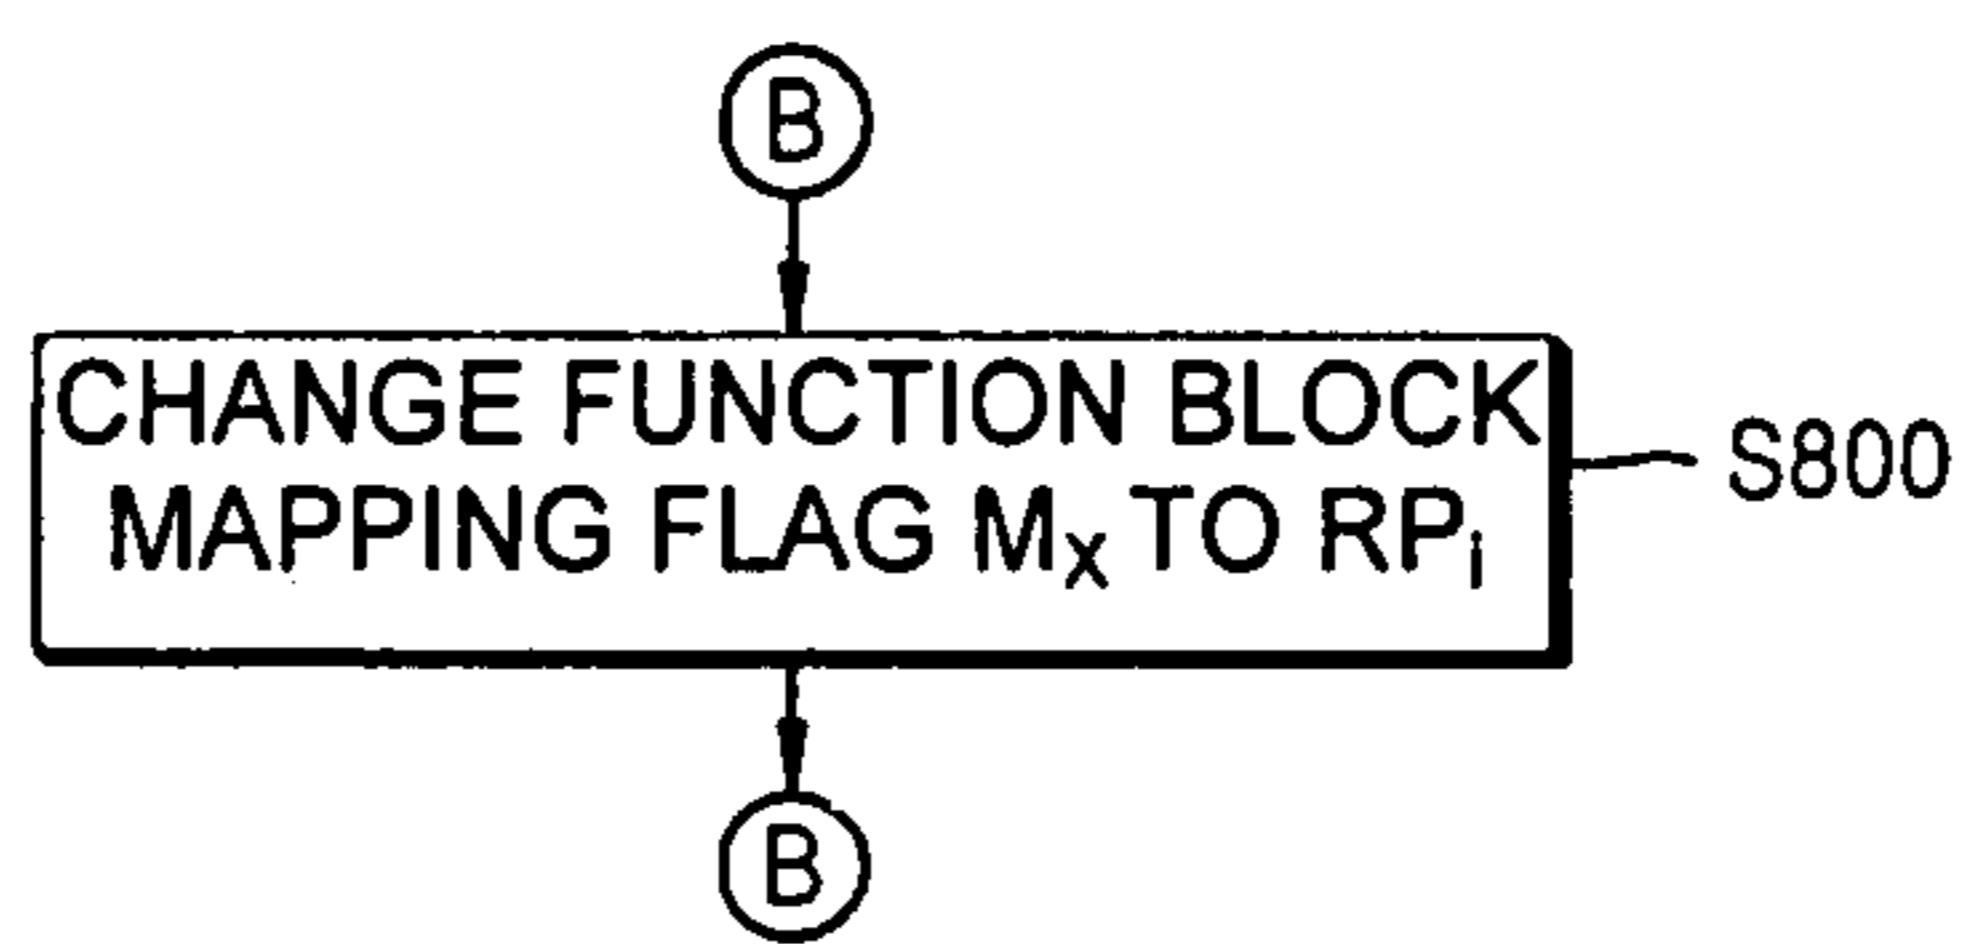 B
CHANGE FUNCTION BLOCK
MAPPING FLAG Mₓ TO RPᵢ
S800
B